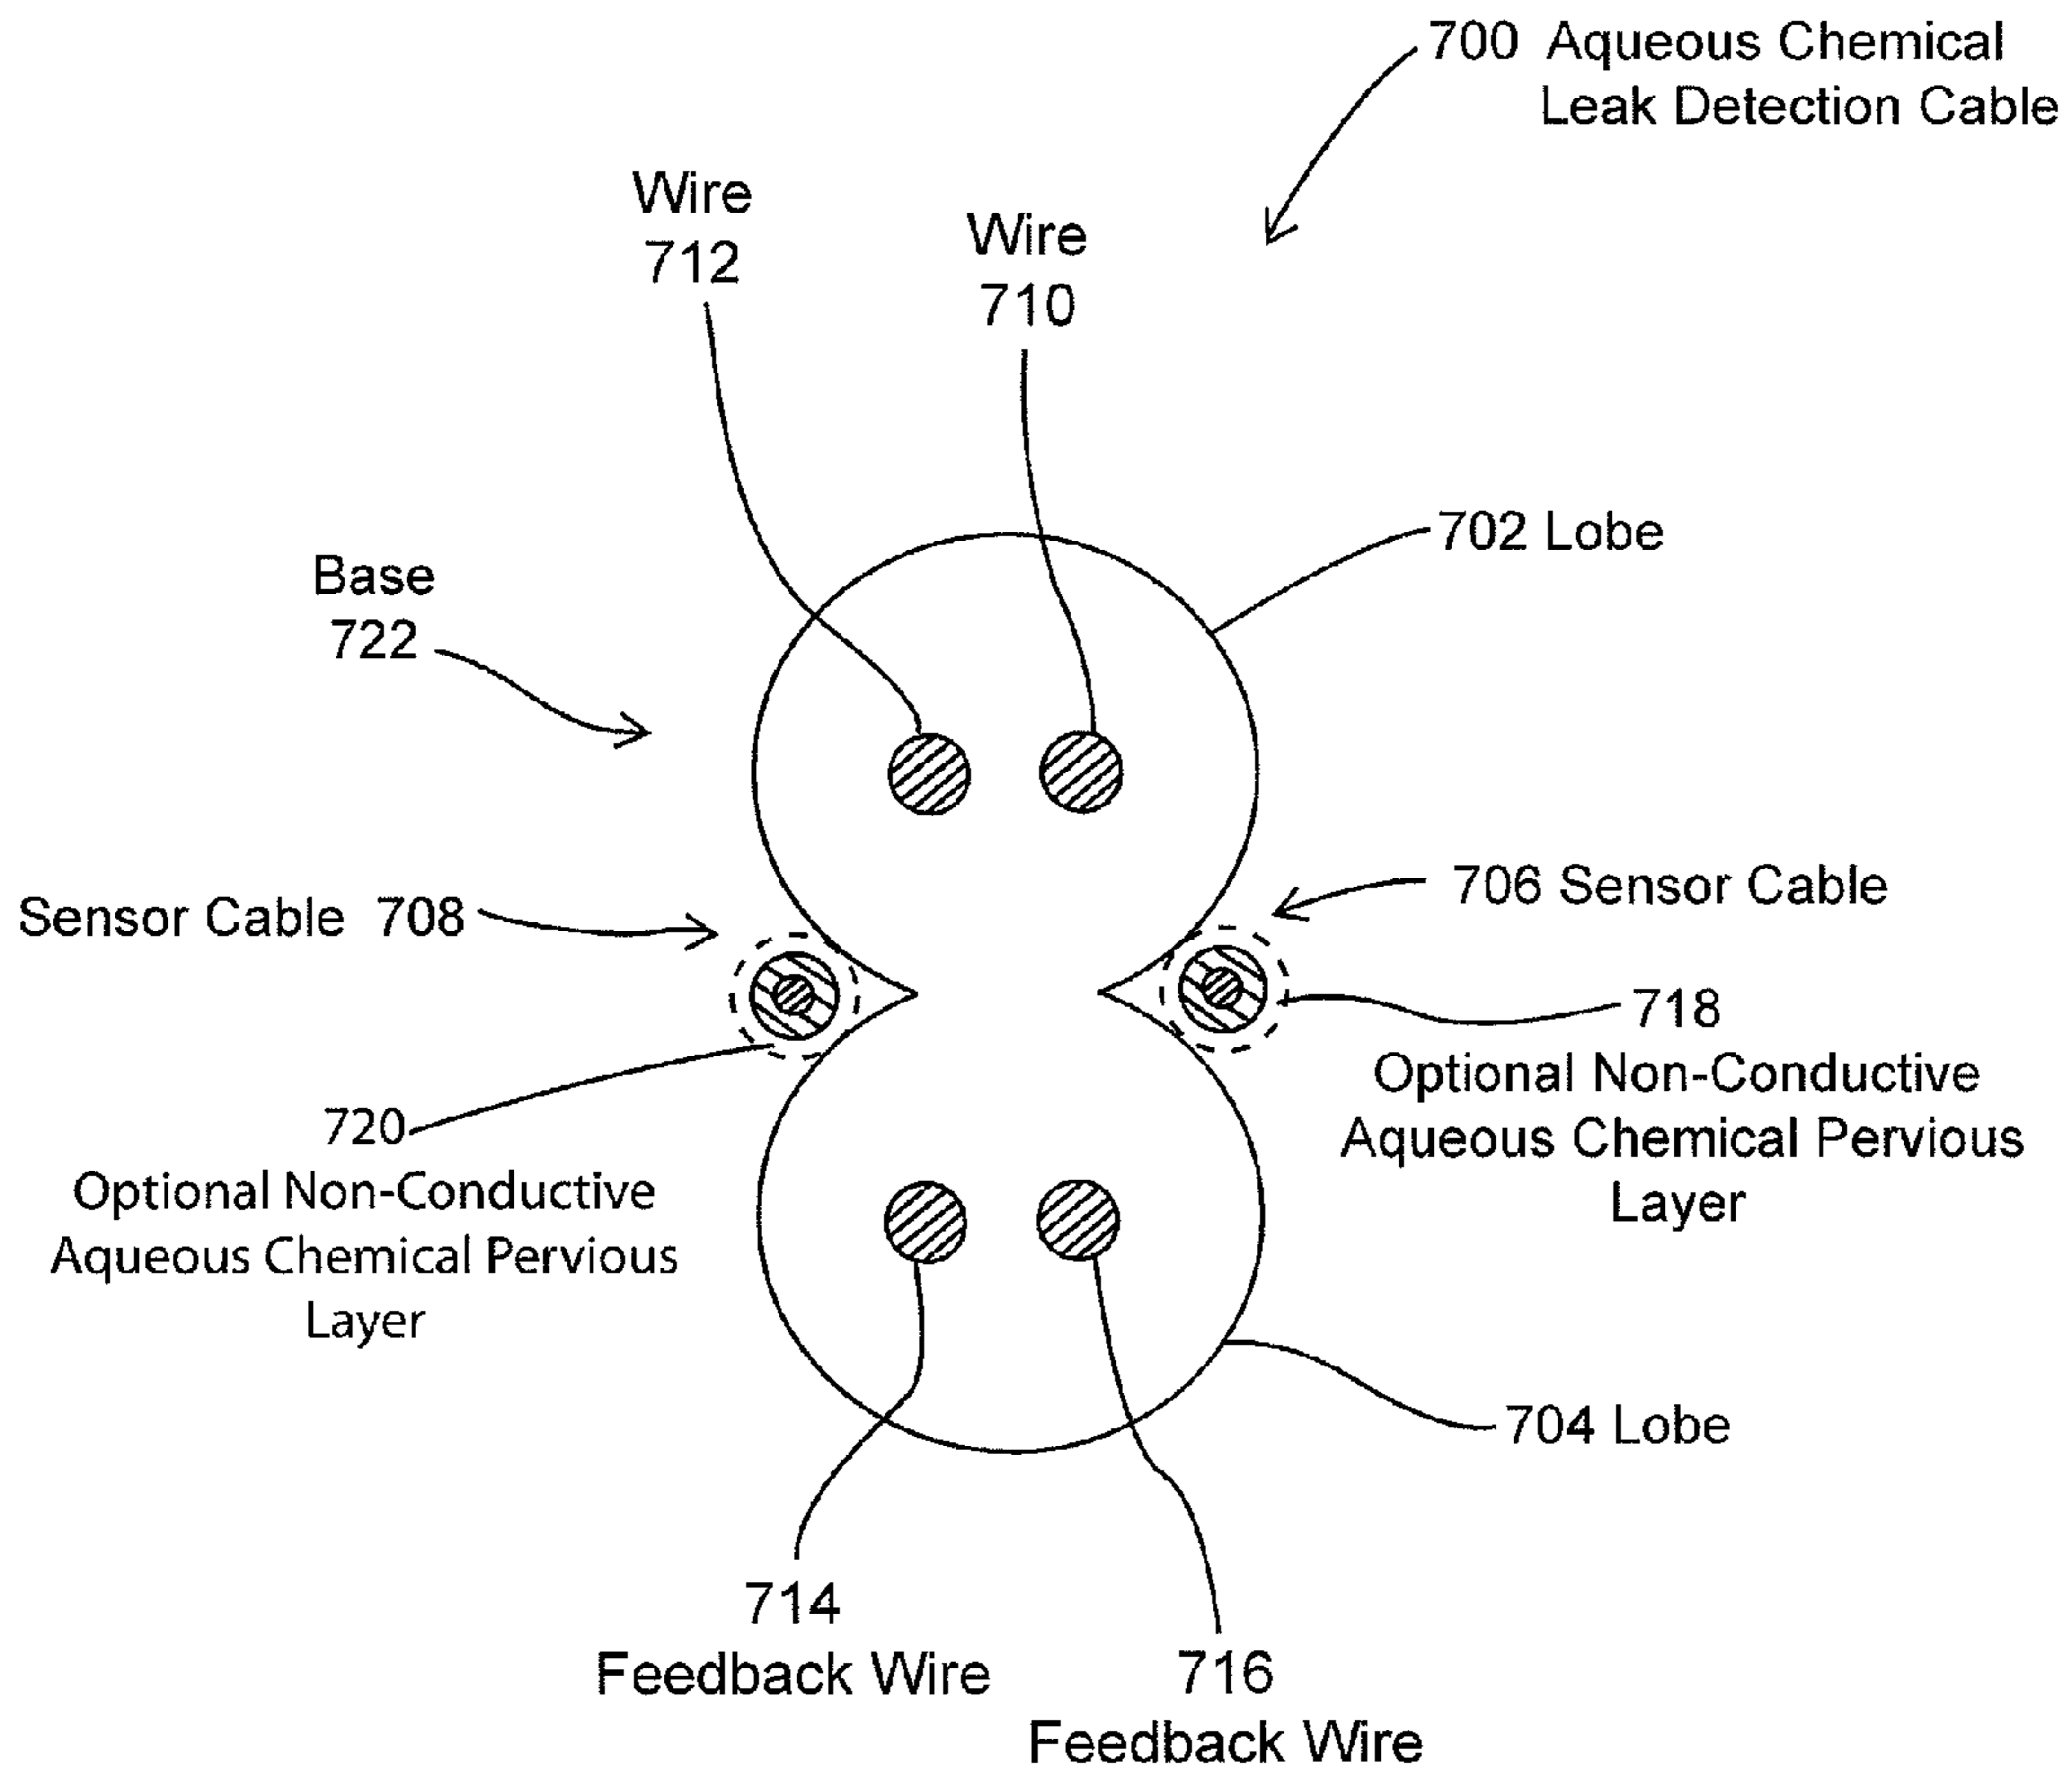 700 Aqueous Chemical
Leak Detection Cable
Wire
712
Wire
710
702 Lobe
Base
722
706 Sensor Cable
Sensor Cable 708
718
Optional Non-Conductive
Aqueous Chemical Pervious
Layer
720
Optional Non-Conductive
Aqueous Chemical Pervious
Layer
704 Lobe
714
Feedback Wire
716
Feedback Wire